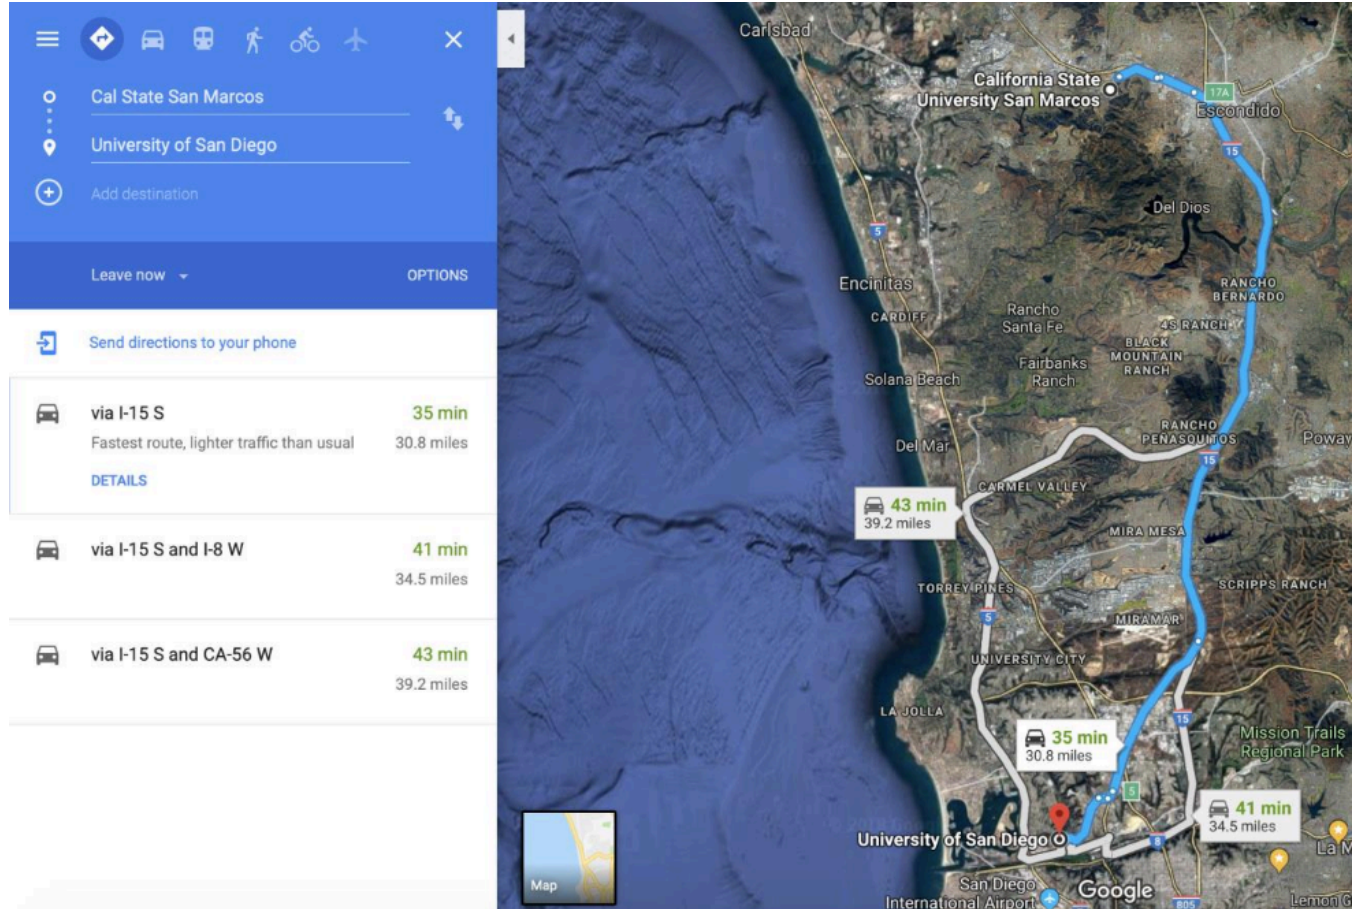 Cal State San Marcos
University of San Diego
Add destination
Leave now
OPTIONS
Send directions to your phone
via I-15 S
35 min
Fastest route, lighter traffic than usual
30.8 miles
DETAILS
via I-15 S and I-8 W
41 min
34.5 miles
via I-15 S and CA-56 W
43 min
39.2 miles
Map
Carlsbad
California State
University San Marcos
17A
Escondido
15
Del Dios
5
Encinitas
RANCHO
BERNARDO
CARDIFF
Rancho
Santa Fe
4S RANCH
BLACK
MOUNTAIN
RANCH
Fairbanks
Ranch
Solana Beach
RANCHO
PEÑASQUITOS
Poway
Del Mar
15
CARMEL VALLEY
43 min
39.2 miles
MIRA MESA
TORREY PINES
SCRIPPS RANCH
5
MIRAMAR
UNIVERSITY CITY
LA JOLLA
15
35 min
30.8 miles
Mission Trails
Regional Park
5
41 min
34.5 miles
University of San Diego
8
La M
San Diego
International Airport
Google
805
Lemon G